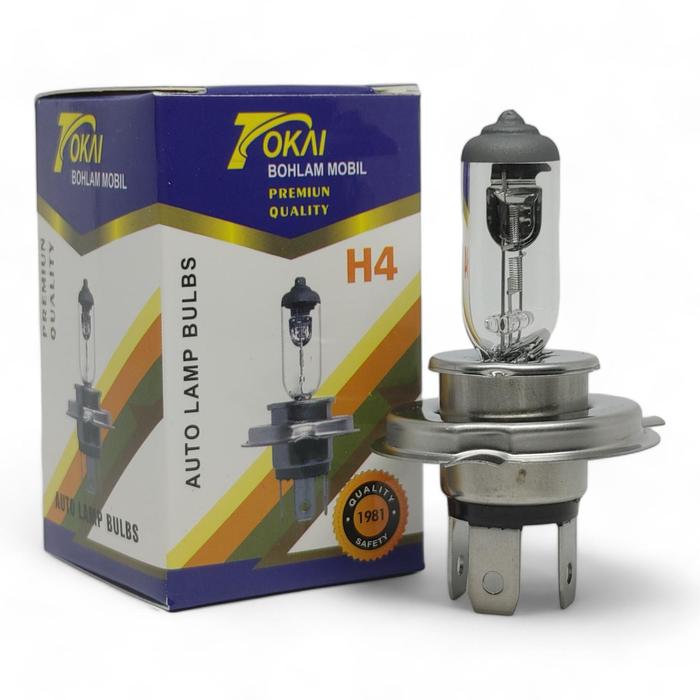 TOKAI
BOHLAM MOBIL
PREMIUN
QUALITY
AUTO LAMP BULBS
TOKAI
BOHLAM MOBIL
PREMIUN
QUALITY
H4
AUTO LAMP BULBS
QUALITY
1981
SAFETY